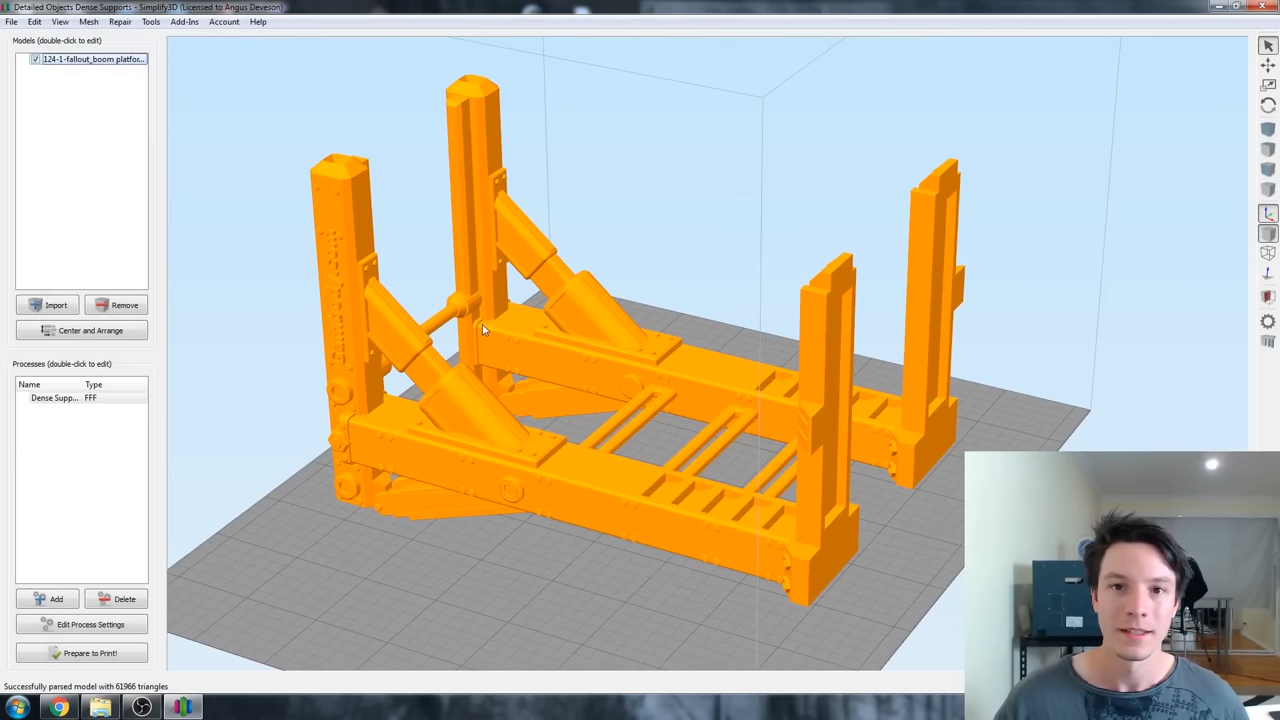 Detailed Objects Dense Supports - Simplify3D (Licensed to Angus Deveson)
File Edit View Mesh Repair Tools Add-Ins Account Help
Models (double-click to edit)
124-1-fallout_boom platfor...
Import Remove
Center and Arrange
Processes (double-click to edit)
Name Type
Dense Supp... FFF
Add Delete
Edit Process Settings
Prepare to Print!
Successfully parsed model with 61966 triangles